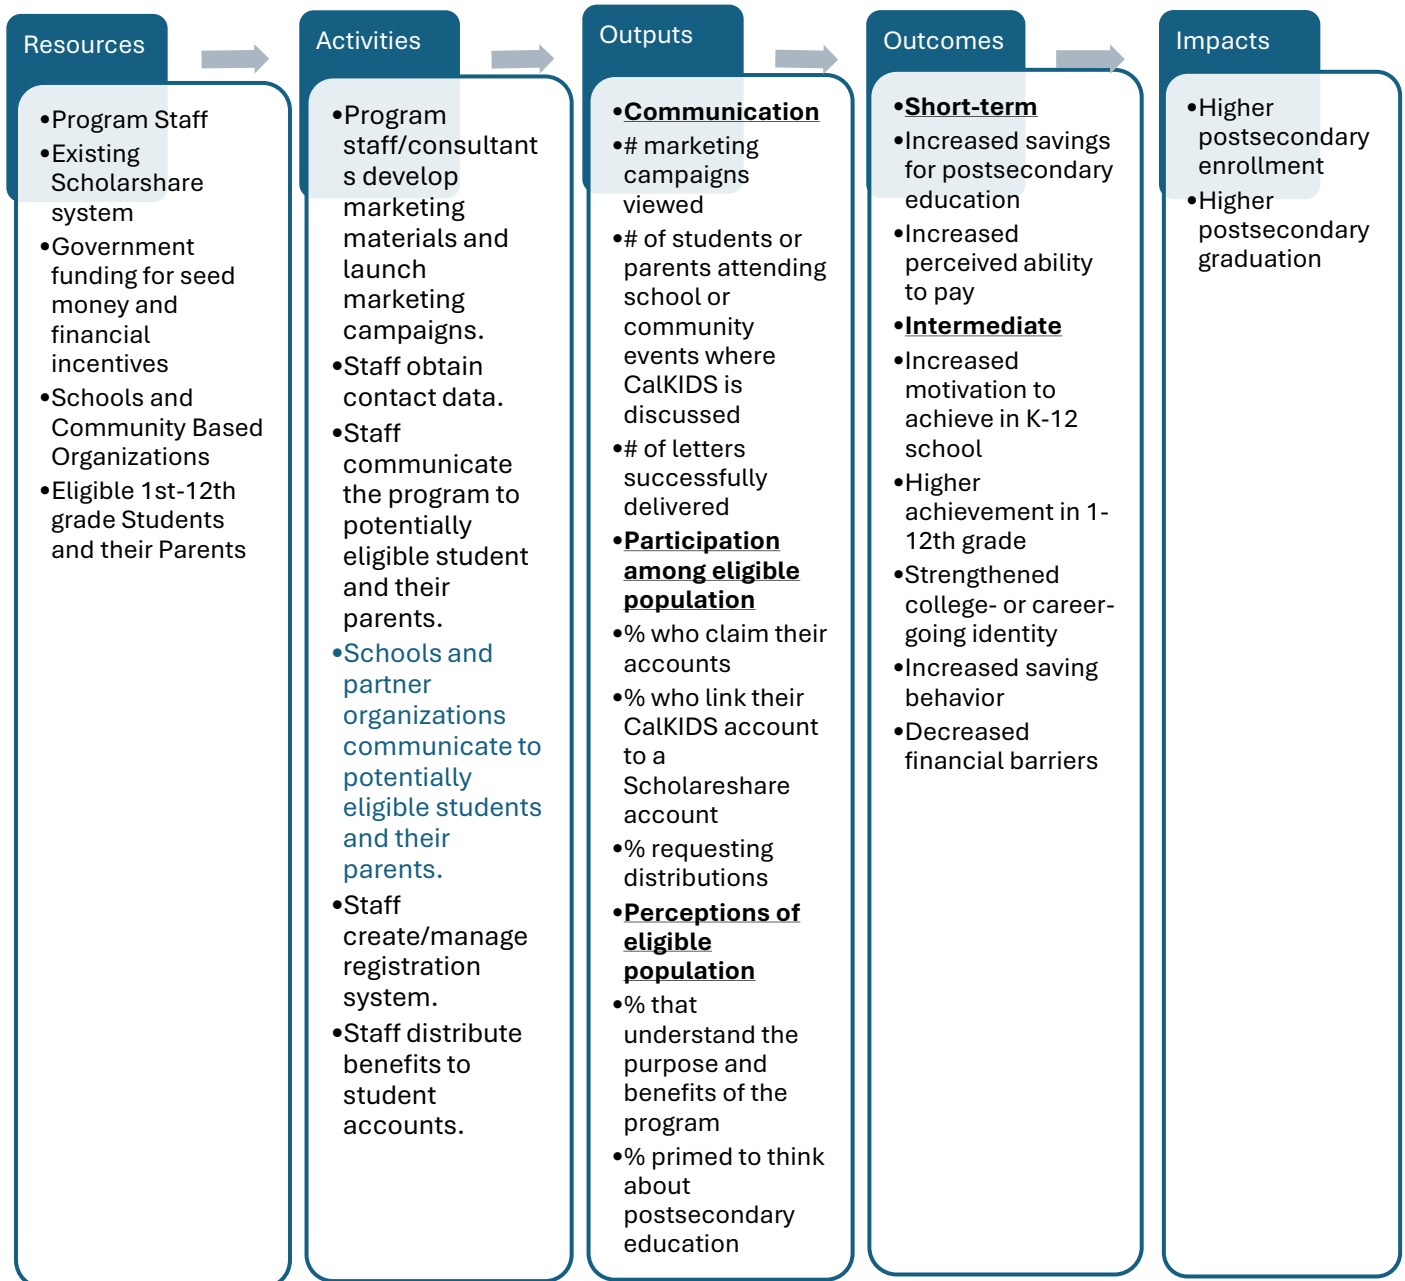 Resources
•Program Staff
•Existing
Scholarshare
system
•Government
funding for seed
money and
financial
incentives
•Schools and
Community Based
Organizations
•Eligible 1st-12th
grade Students
and their Parents
Activities
•Program
staff/consultant
s develop
marketing
materials and
launch
marketing
campaigns.
•Staff obtain
contact data.
•Staff
communicate
the program to
potentially
eligible student
and their
parents.
•Schools and
partner
organizations
communicate to
potentially
eligible students
and their
parents.
•Staff
create/manage
registration
system.
•Staff distribute
benefits to
student
accounts.
Outputs
•Communication
•# marketing
campaigns
viewed
•# of students or
parents attending
school or
community
events where
CalKIDS is
discussed
•# of letters
successfully
delivered
•Participation
among eligible
population
•% who claim their
accounts
•% who link their
CalKIDS account
to a
Scholareshare
account
•% requesting
distributions
•Perceptions of
eligible
population
•% that
understand the
purpose and
benefits of the
program
•% primed to think
about
postsecondary
education
Outcomes
•Short-term
•Increased savings
for postsecondary
education
•Increased
perceived ability
to pay
•Intermediate
•Increased
motivation to
achieve in K-12
school
•Higher
achievement in 1-
12th grade
•Strengthened
college- or career-
going identity
•Increased saving
behavior
•Decreased
financial barriers
Impacts
•Higher
postsecondary
enrollment
•Higher
postsecondary
graduation